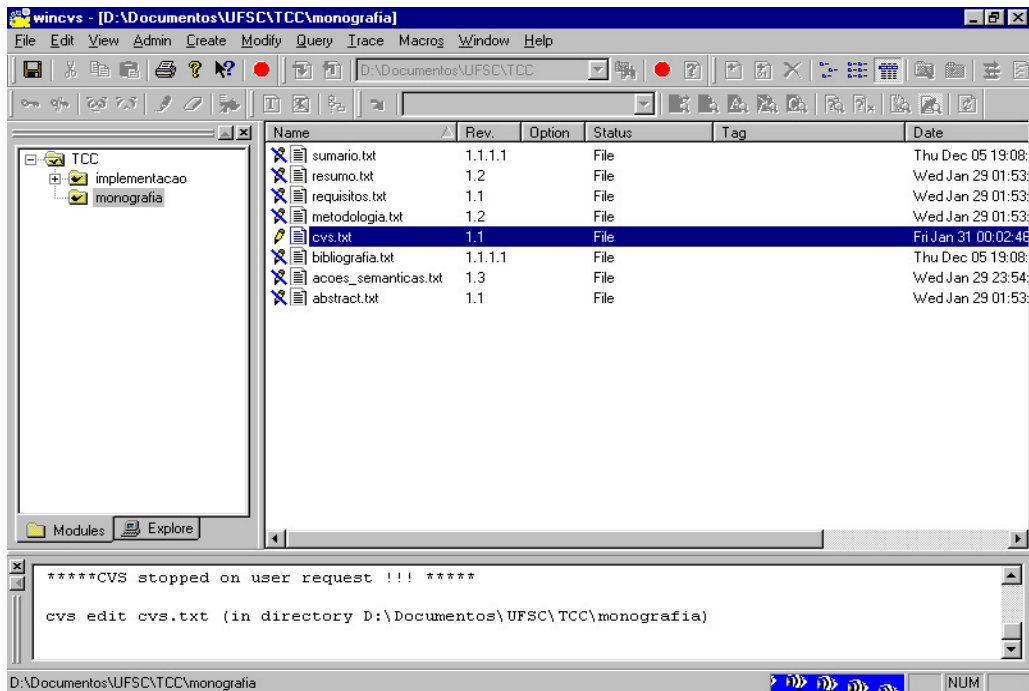 wincvs - [D:\Documentos\UFSC\TCC\monografia]
File Edit View Admin Create Modify Query Trace Macros Window Help
D:\Documentos\UFSC\TCC
Name Rev. Option Status Tag Date
TCC
implementacao
monografia
sumario.txt 1.1.1.1 File Thu Dec 05 19:08:
resumo.txt 1.2 File Wed Jan 29 01:53:
requisitos.txt 1.1 File Wed Jan 29 01:53:
metodologia.txt 1.2 File Wed Jan 29 01:53:
cvs.txt 1.1 File Fri Jan 31 00:02:46
bibliografia.txt 1.1.1.1 File Thu Dec 05 19:08:
acoes_semanticas.txt 1.3 File Wed Jan 29 23:54:
abstract.txt 1.1 File Wed Jan 29 01:53:
Modules Explore
*****CVS stopped on user request !!! *****
cvs edit cvs.txt (in directory D:\Documentos\UFSC\TCC\monografia)
D:\Documentos\UFSC\TCC\monografia NUM